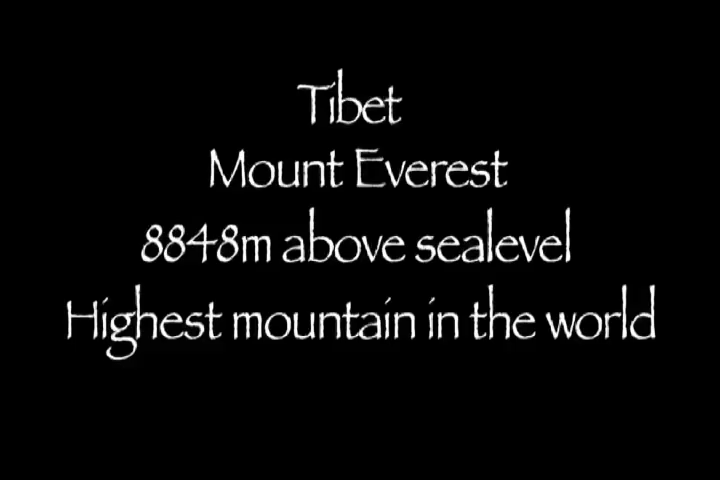 Tibet
Mount Everest
8848m above sealevel
Highest mountain in the world